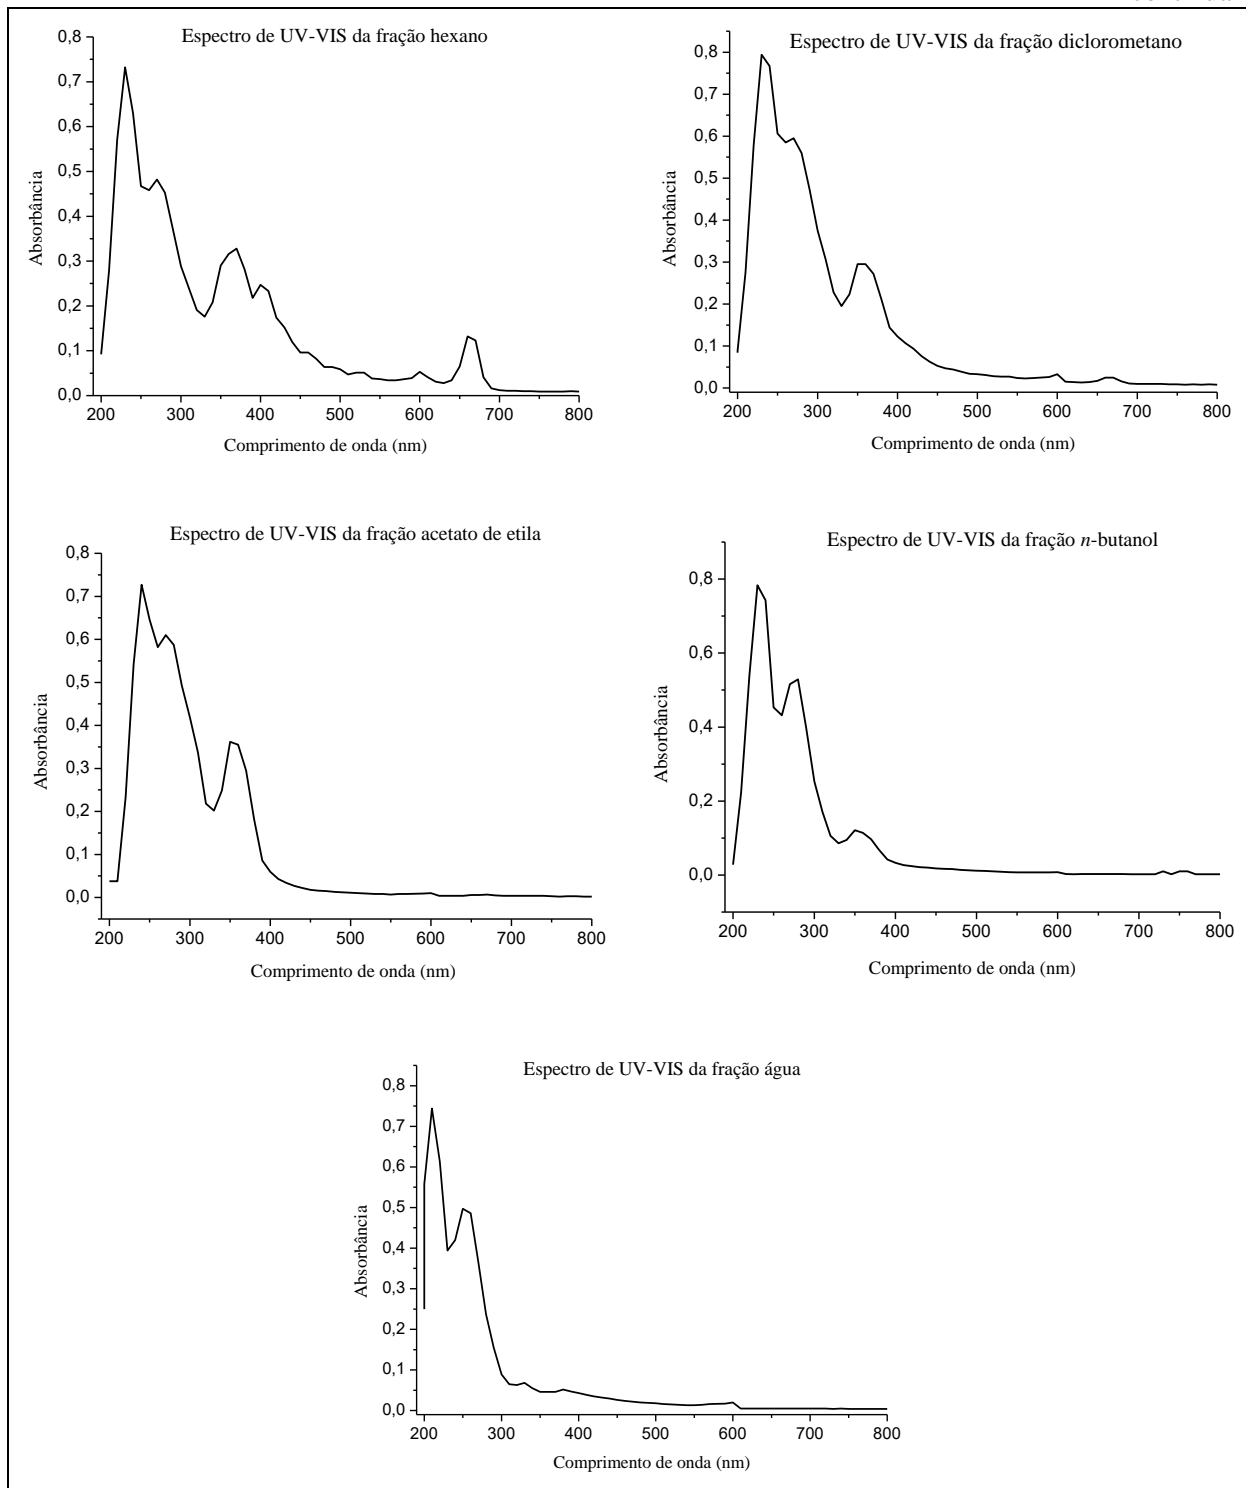 Espectro de UV-VIS da fração hexano
0,8
0,7
0,6
0,5
0,4
0,3
0,2
0,1
0,0
Absorbância
200 300 400 500 600 700 800
Comprimento de onda (nm)
Espectro de UV-VIS da fração diclorometano
0,8
0,7
0,6
0,5
0,4
0,3
0,2
0,1
0,0
Absorbância
200 300 400 500 600 700 800
Comprimento de onda (nm)
Espectro de UV-VIS da fração acetato de etila
0,8
0,7
0,6
0,5
0,4
0,3
0,2
0,1
0,0
Absorbância
200 300 400 500 600 700 800
Comprimento de onda (nm)
Espectro de UV-VIS da fração n-butanol
0,8
0,6
0,4
0,2
0,0
Absorbância
200 300 400 500 600 700 800
Comprimento de onda (nm)
Espectro de UV-VIS da fração água
0,8
0,7
0,6
0,5
0,4
0,3
0,2
0,1
0,0
Absorbância
200 300 400 500 600 700 800
Comprimento de onda (nm)